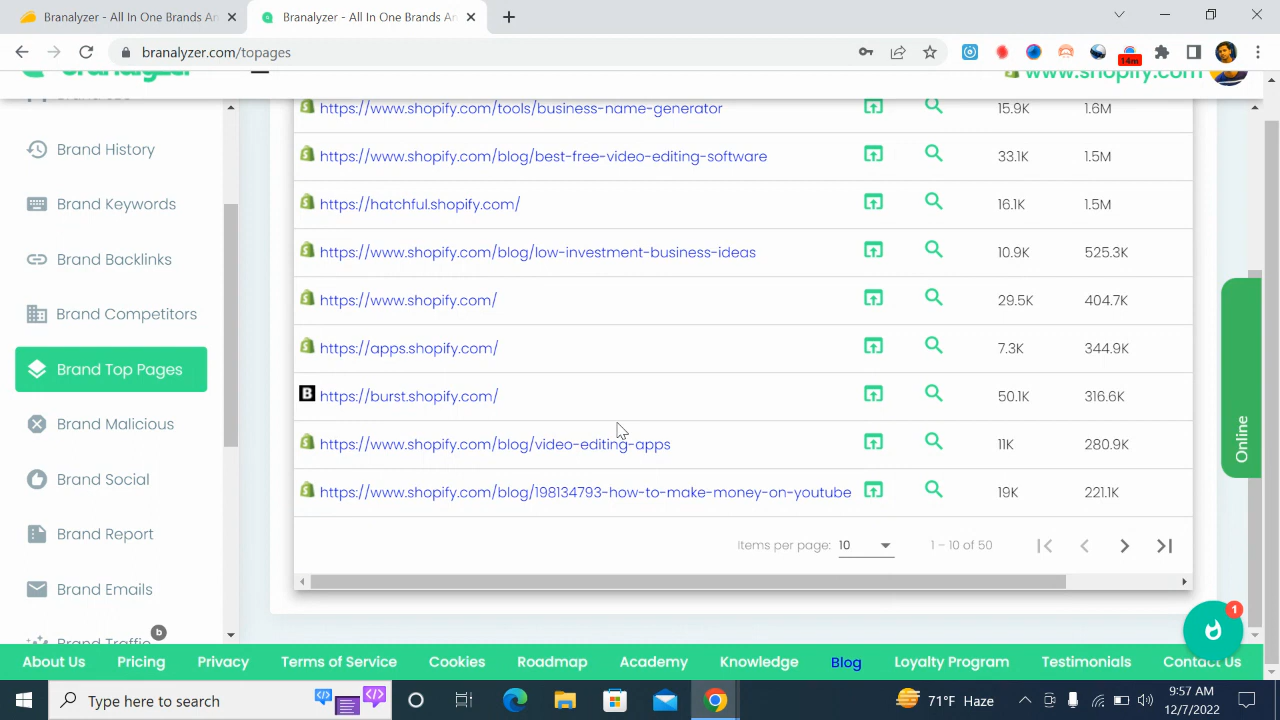 Branalyzer - All In One Brands An
Branalyzer - All In One Brands An
branalyzer.com/topages
14m
branalyzer
www.shopify.com
Brand History
Brand Keywords
Brand Backlinks
Brand Competitors
Brand Top Pages
Brand Malicious
Brand Social
Brand Report
Brand Emails
Brand Traffic
b
https://www.shopify.com/tools/business-name-generator 15.9K 1.6M
https://www.shopify.com/blog/best-free-video-editing-software 33.1K 1.5M
https://hatchful.shopify.com/ 16.1K 1.5M
https://www.shopify.com/blog/low-investment-business-ideas 10.9K 525.3K
https://www.shopify.com/ 29.5K 404.7K
https://apps.shopify.com/ 7.3K 344.9K
B https://burst.shopify.com/ 50.1K 316.6K
https://www.shopify.com/blog/video-editing-apps 11K 280.9K
https://www.shopify.com/blog/198134793-how-to-make-money-on-youtube 19K 221.1K
Items per page: 10 1 – 10 of 50
Online
1
About Us Pricing Privacy Terms of Service Cookies Roadmap Academy Knowledge Blog Loyalty Program Testimonials Contact Us
Type here to search
71°F Haze
9:57 AM
12/7/2022